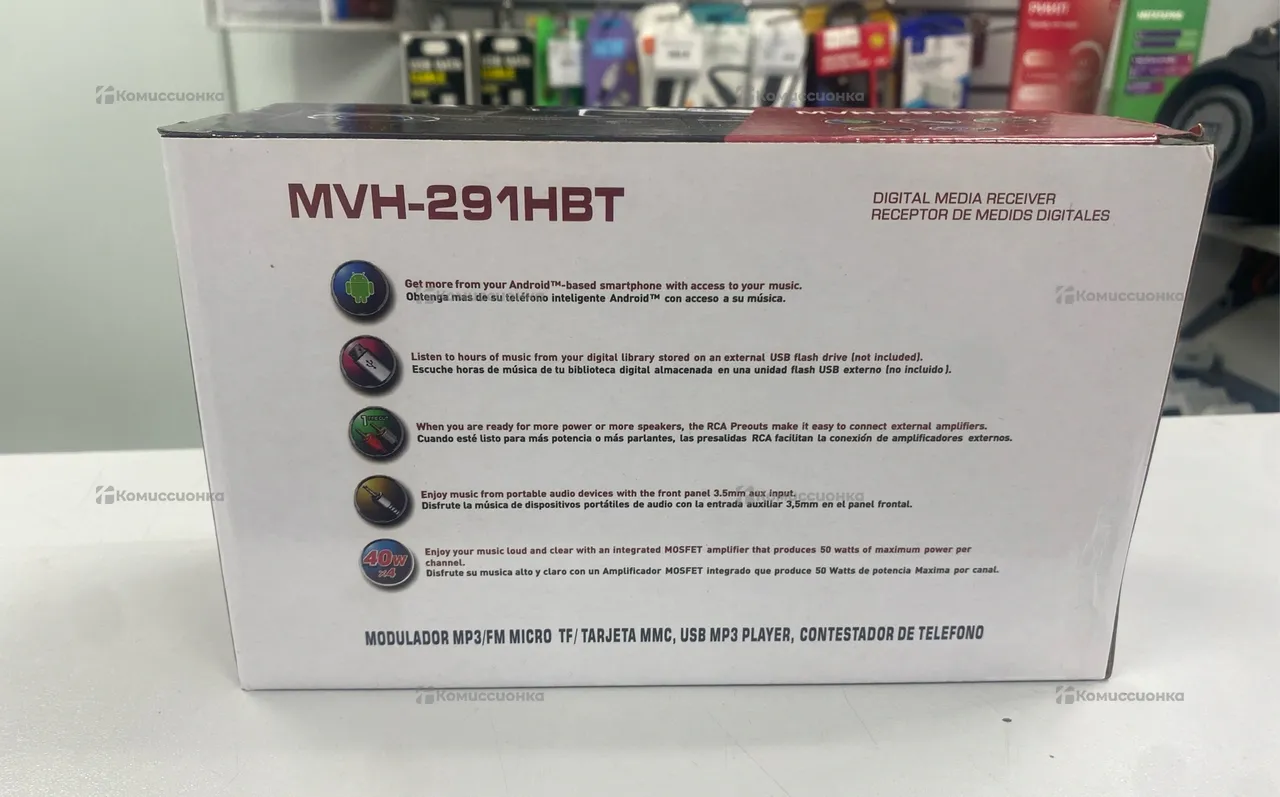 MVH-291HBT
DIGITAL MEDIA RECEIVER
RECEPTOR DE MEDIDS DIGITALES
Get more from your Android™-based smartphone with access to your music.
Obtenga mas de su teléfono inteligente Android™ con acceso a su música.
Listen to hours of music from your digital library stored on an external USB flash drive (not included).
Escuche horas de música de tu biblioteca digital almacenada en una unidad flash USB externo (no incluido).
When you are ready for more power or more speakers, the RCA Preouts make it easy to connect external amplifiers.
Cuando esté listo para más potencia o más parlantes, las presalidas RCA facilitan la conexión de amplificadores externos.
Enjoy music from portable audio devices with the front panel 3.5mm aux input.
Disfrute la música de dispositivos portátiles de audio con la entrada auxiliar 3,5mm en el panel frontal.
40W
x4
Enjoy your music loud and clear with an integrated MOSFET amplifier that produces 50 watts of maximum power per
channel.
Disfrute su musica alto y claro con un Amplificador MOSFET integrado que produce 50 Watts de potencia Maxima por canal.
MODULADOR MP3/FM MICRO TF/ TARJETA MMC, USB MP3 PLAYER, CONTESTADOR DE TELEFONO
Комиссионка
Комиссионка
Комиссионка
Комиссионка
Комиссионка
Комиссионка
Комиссионка
Комиссионка